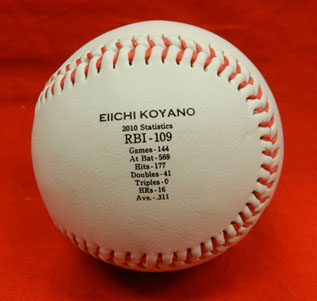 EIICHI KOYANO
2010 Statistics
RBI-109
Games-144
At Bat-569
Hits-177
Doubles-41
Triples-0
HRs-16
Ave.-.311